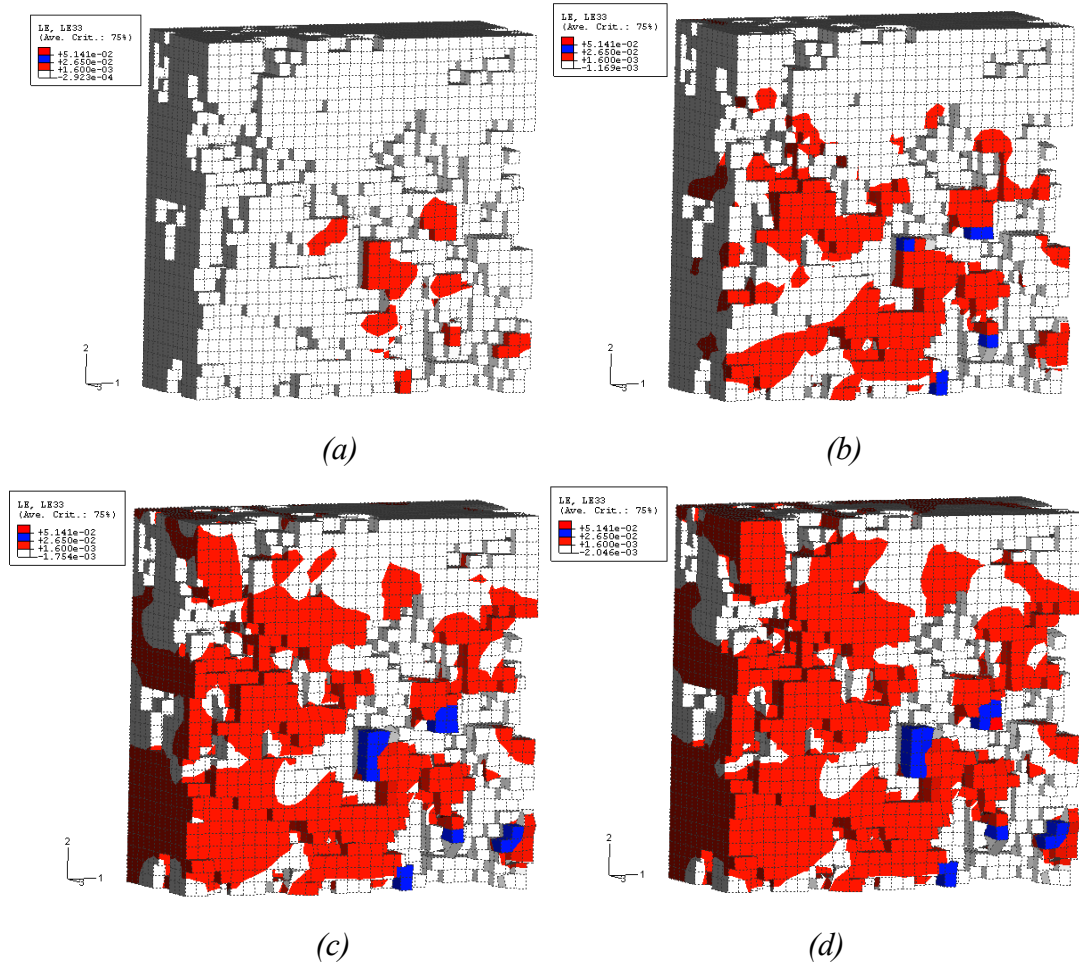 LE, LE33
(Ave. Crit.: 75%)
+5.141e-02
+2.650e-02
+1.600e-03
-2.923e-04
2
3
1
(a)
LE, LE33
(Ave. Crit.: 75%)
+5.141e-02
+2.650e-02
+1.600e-03
-1.169e-03
2
3
1
(b)
LE, LE33
(Ave. Crit.: 75%)
+5.141e-02
+2.650e-02
+1.600e-03
-1.754e-03
2
3
1
(c)
LE, LE33
(Ave. Crit.: 75%)
+5.141e-02
+2.650e-02
+1.600e-03
-2.046e-03
2
3
1
(d)